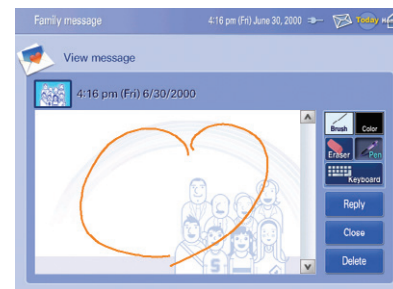 Family message
4:16 pm (Fri) June 30, 2000
Today
View message
4:16 pm (Fri) 6/30/2000
Brush
Color
Eraser
Pen
Keyboard
S
Reply
Close
Delete